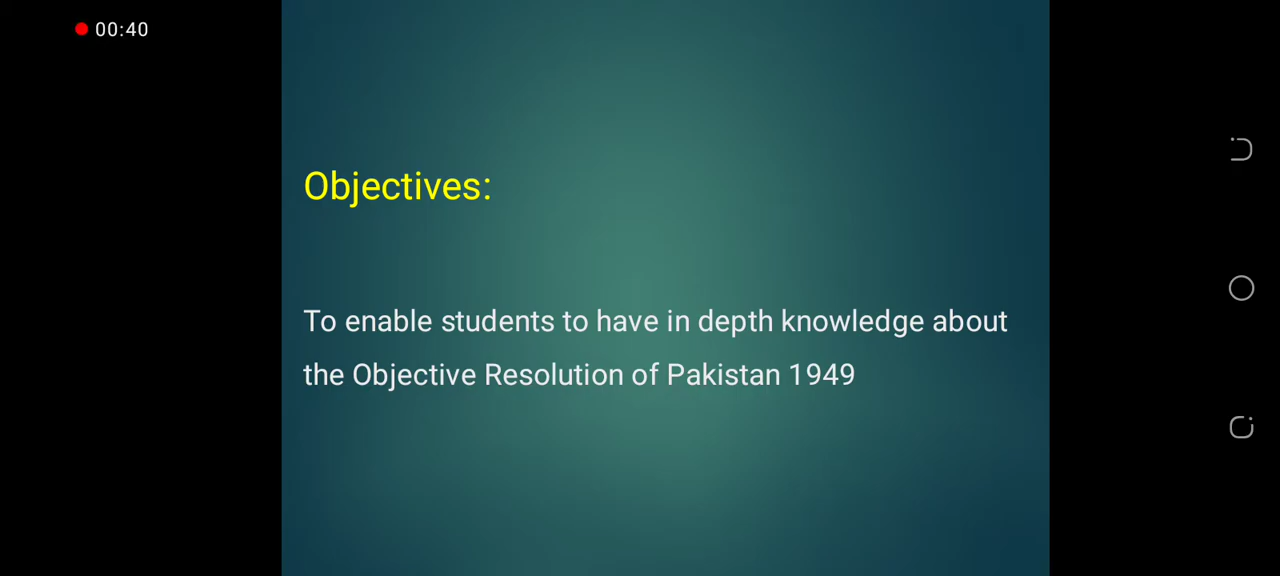 00:40
Objectives:
To enable students to have in depth knowledge about
the Objective Resolution of Pakistan 1949